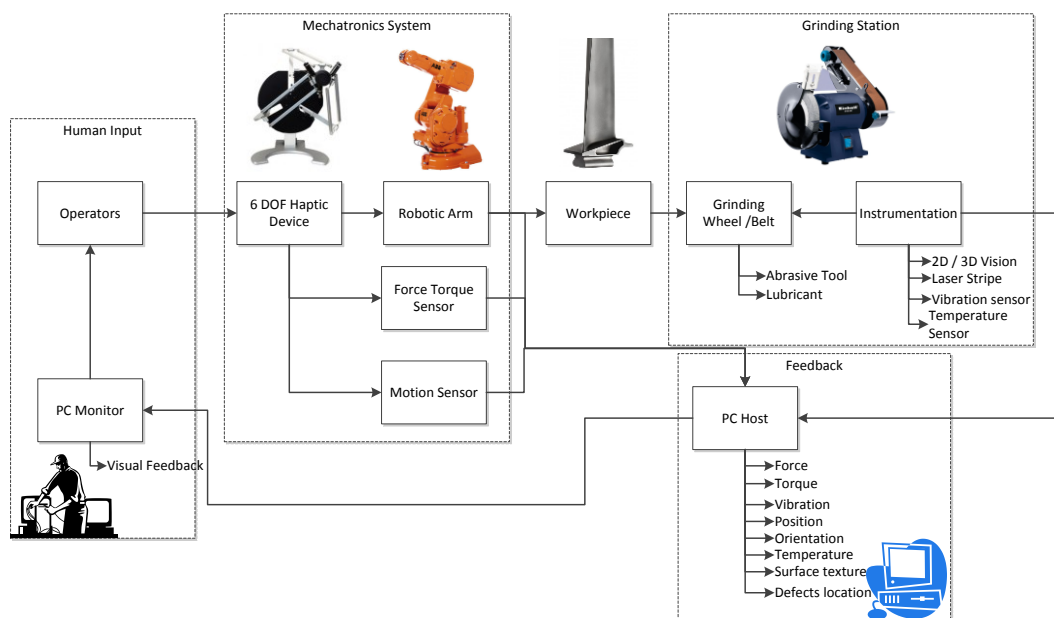 Mechatronics System
Grinding Station
Human Input
Operators
6 DOF Haptic
Device
Robotic Arm
Workpiece
Grinding
Wheel /Belt
Instrumentation
Abrasive Tool
Lubricant
2D / 3D Vision
Laser Stripe
Vibration sensor
Temperature
Sensor
Force Torque
Sensor
Motion Sensor
Feedback
PC Monitor
PC Host
Visual Feedback
Force
Torque
Vibration
Position
Orientation
Temperature
Surface texture
Defects location